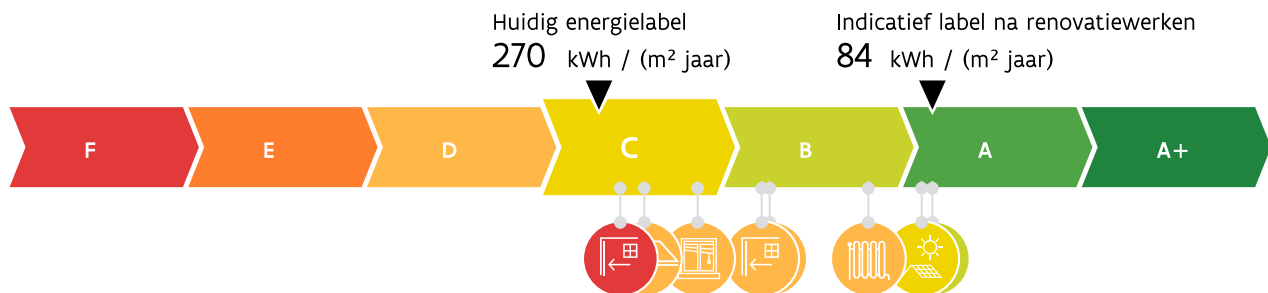 Huidig energielabel
270 kWh / (m² jaar)
Indicatief label na renovatiewerken
84 kWh / (m² jaar)
F
E
D
C
B
A
A+